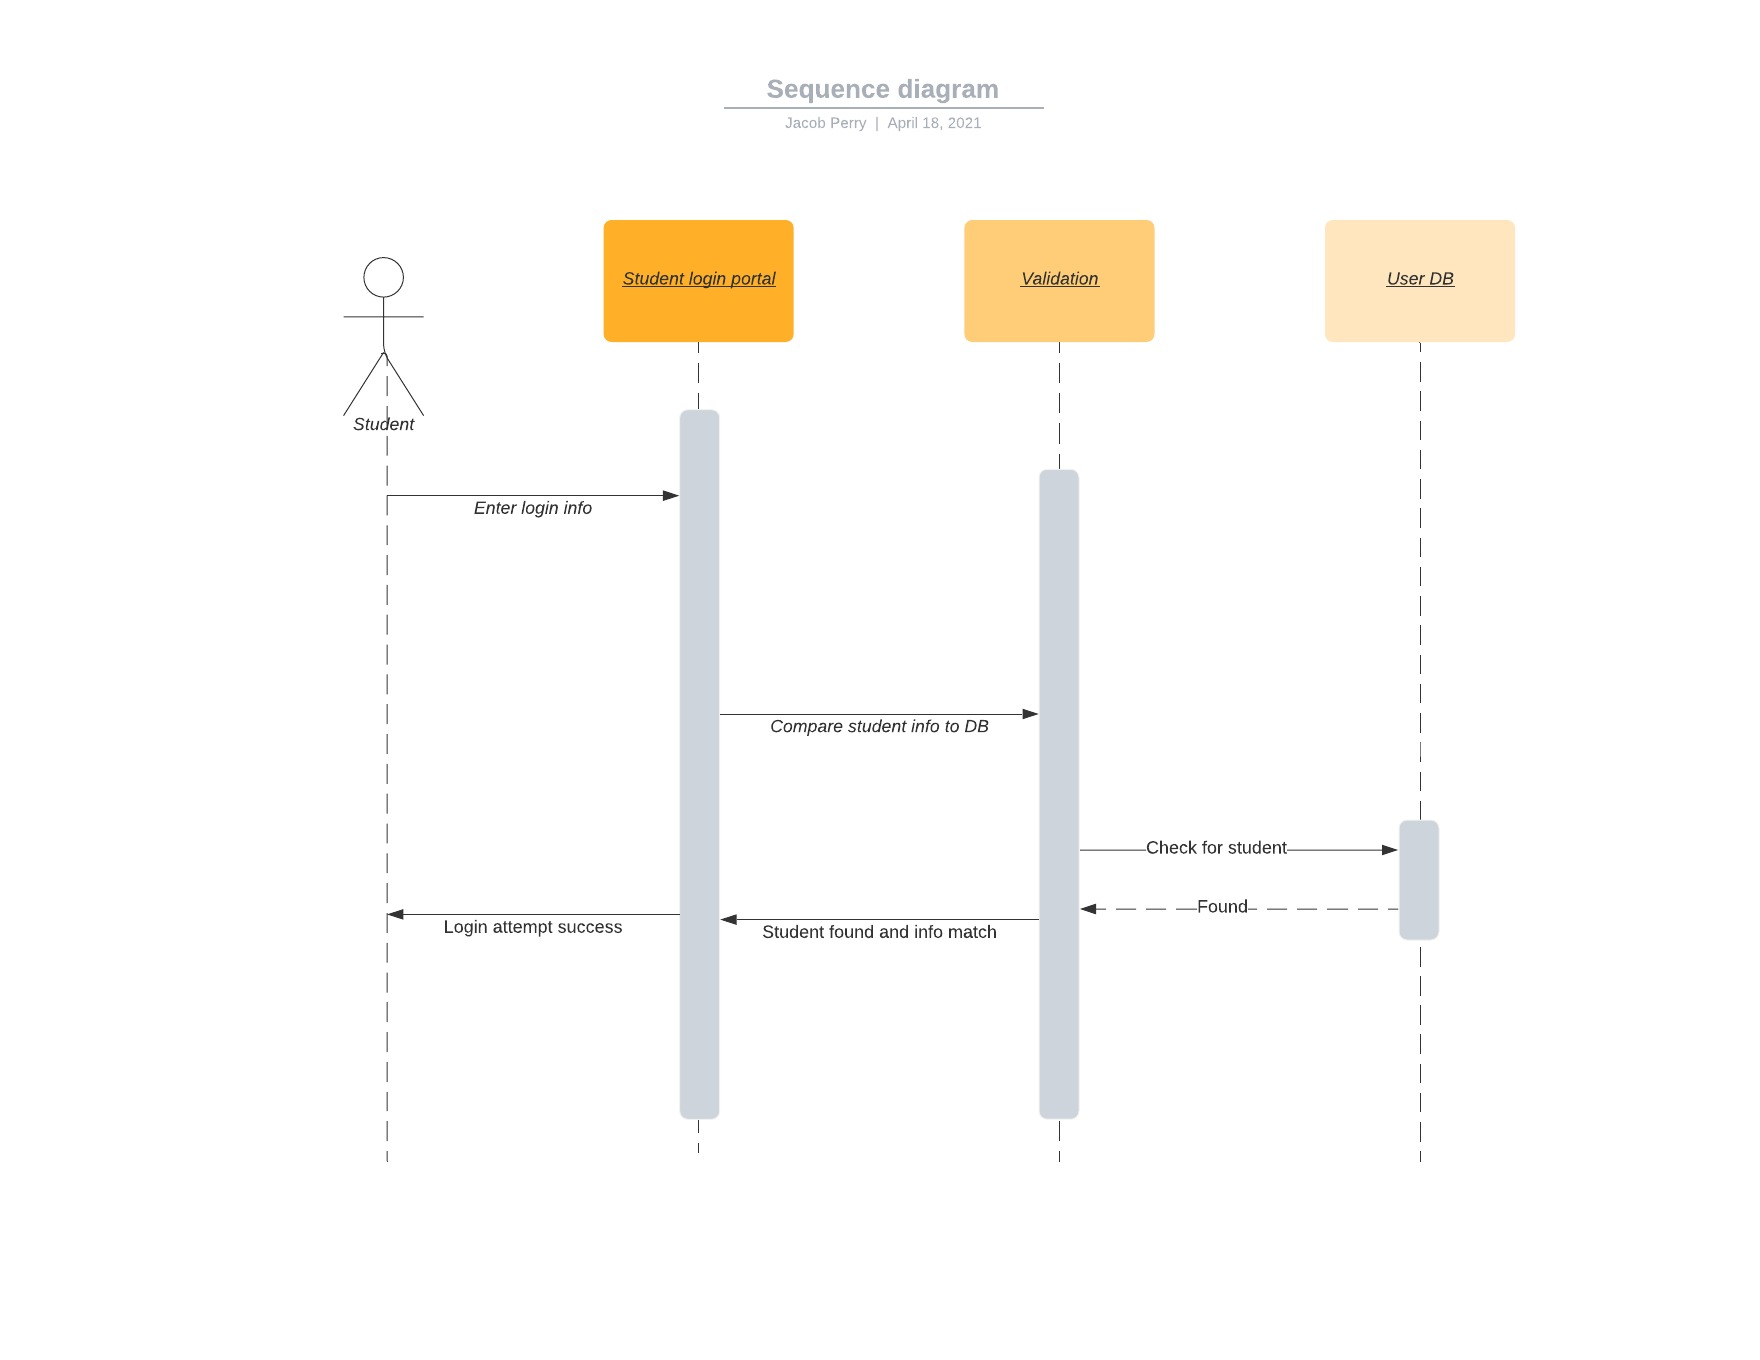 Sequence diagram
Jacob Perry | April 18, 2021
Student login portal
Validation
User DB
Student
Enter login info
Compare student info to DB
Check for student
Found
Login attempt success
Student found and info match